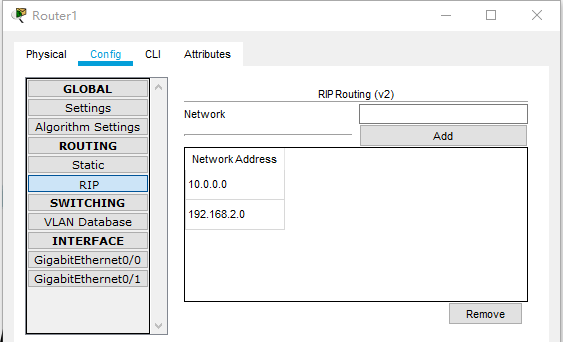 Router1
Physical Config CLI Attributes
GLOBAL
Settings
Algorithm Settings
ROUTING
Static
RIP
SWITCHING
VLAN Database
INTERFACE
GigabitEthernet0/0
GigabitEthernet0/1
RIP Routing (v2)
Network
Add
Network Address
10.0.0.0
192.168.2.0
Remove